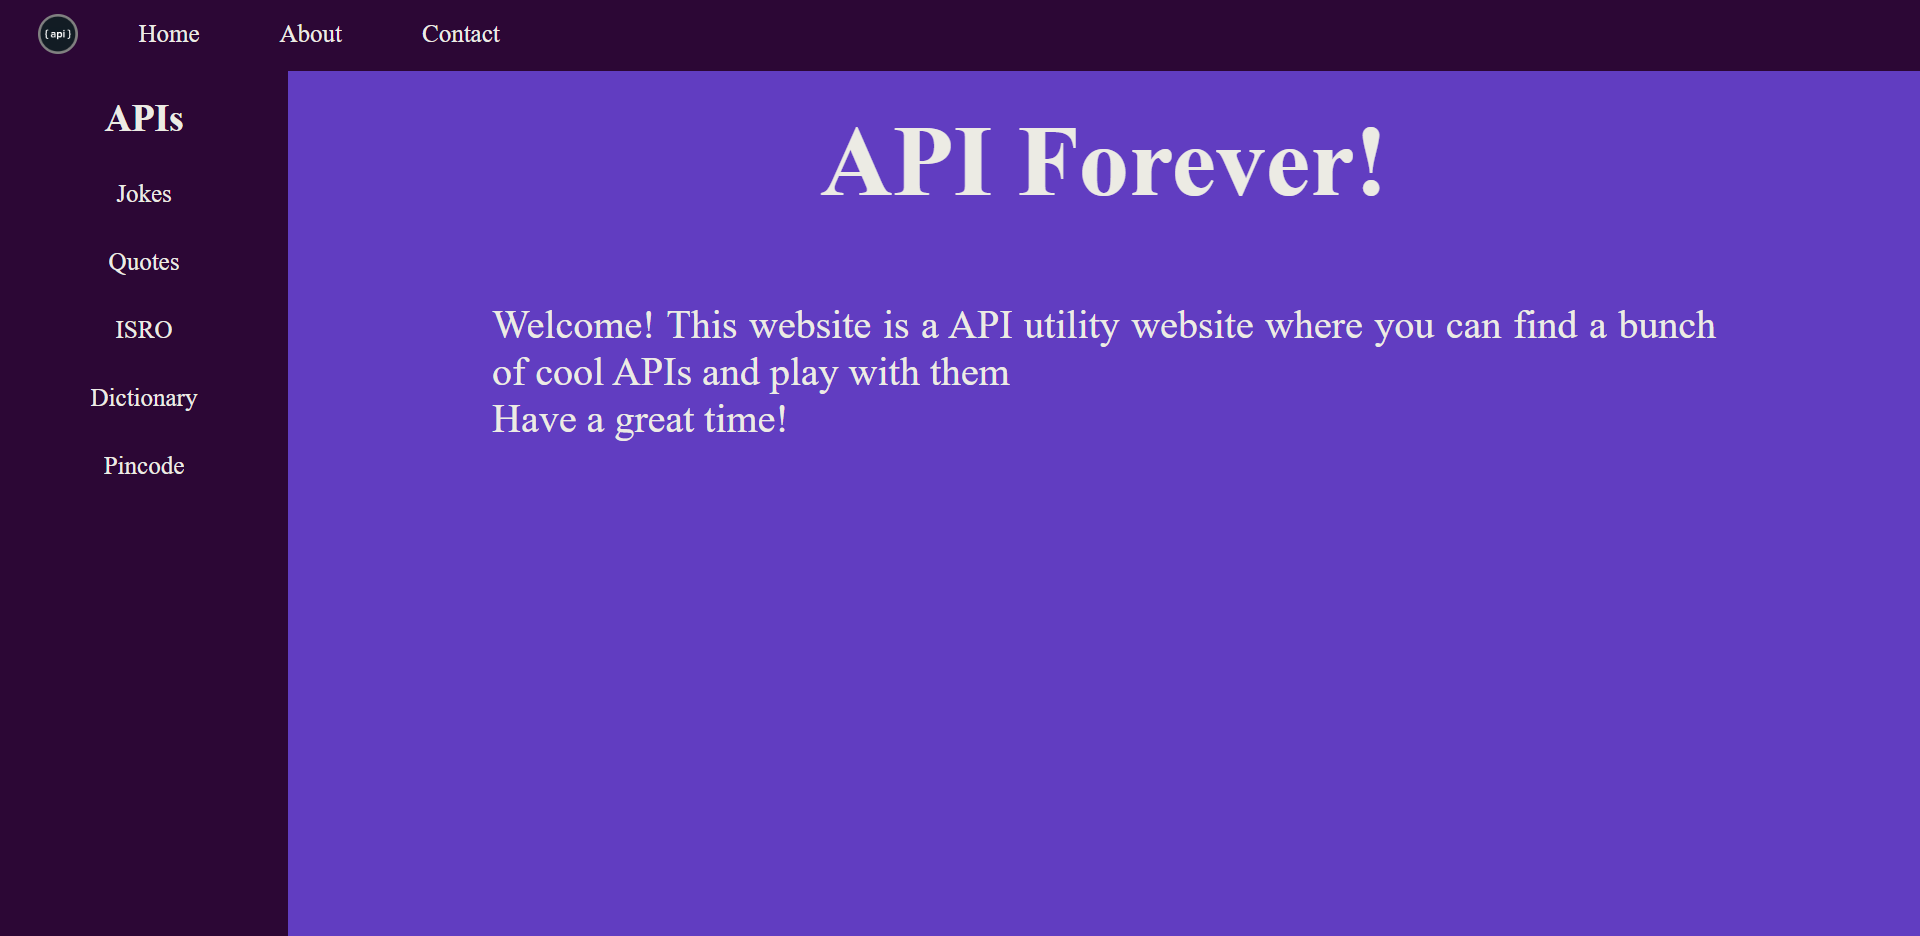 {api}
Home
About
Contact
APIs
Jokes
Quotes
ISRO
Dictionary
Pincode
API Forever!
Welcome! This website is a API utility website where you can find a bunch
of cool APIs and play with them
Have a great time!